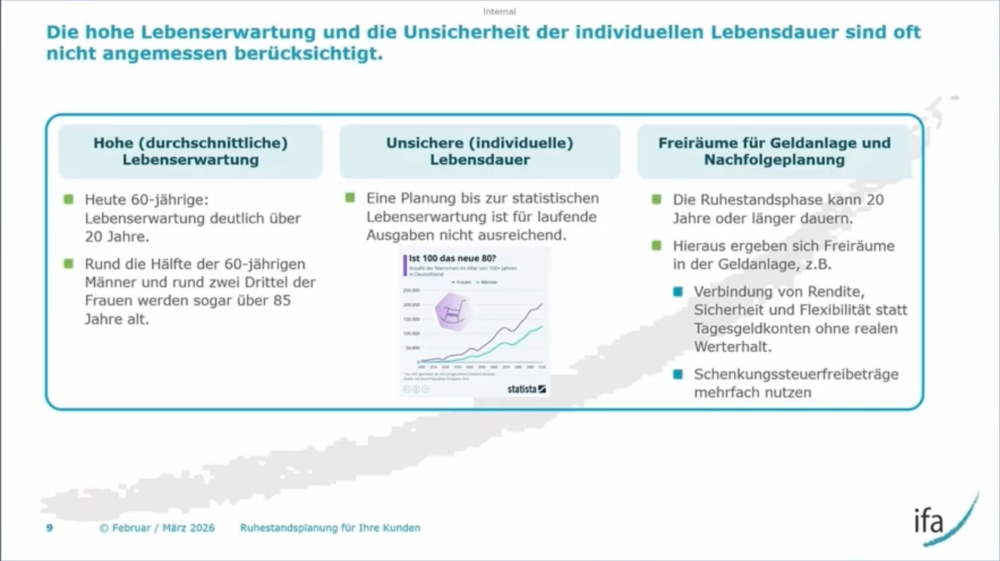 Internal
Die hohe Lebenserwartung und die Unsicherheit der individuellen Lebensdauer sind oft
nicht angemessen berücksichtigt.
Hohe (durchschnittliche)
Lebenserwartung
Heute 60-jährige:
Lebenserwartung deutlich über
20 Jahre.
Rund die Hälfte der 60-jährigen
Männer und rund zwei Drittel der
Frauen werden sogar über 85
Jahre alt.
Unsichere (individuelle)
Lebensdauer
Eine Planung bis zur statistischen
Lebenserwartung ist für laufende
Ausgaben nicht ausreichend.
Ist 100 das neue 80?
Anzahl der Menschen im Alter von 100+ Jahren
in Deutschland
Frauen Männer
250.000
200.000
150.000
100.000
50.000
0
statista
Freiräume für Geldanlage und
Nachfolgeplanung
Die Ruhestandsphase kann 20
Jahre oder länger dauern.
Hieraus ergeben sich Freiräume
in der Geldanlage, z.B.
Verbindung von Rendite,
Sicherheit und Flexibilität statt
Tagesgeldkonten ohne realen
Werterhalt.
Schenkungssteuerfreibeträge
mehrfach nutzen
9
© Februar / März 2026
Ruhestandsplanung für Ihre Kunden
ifa